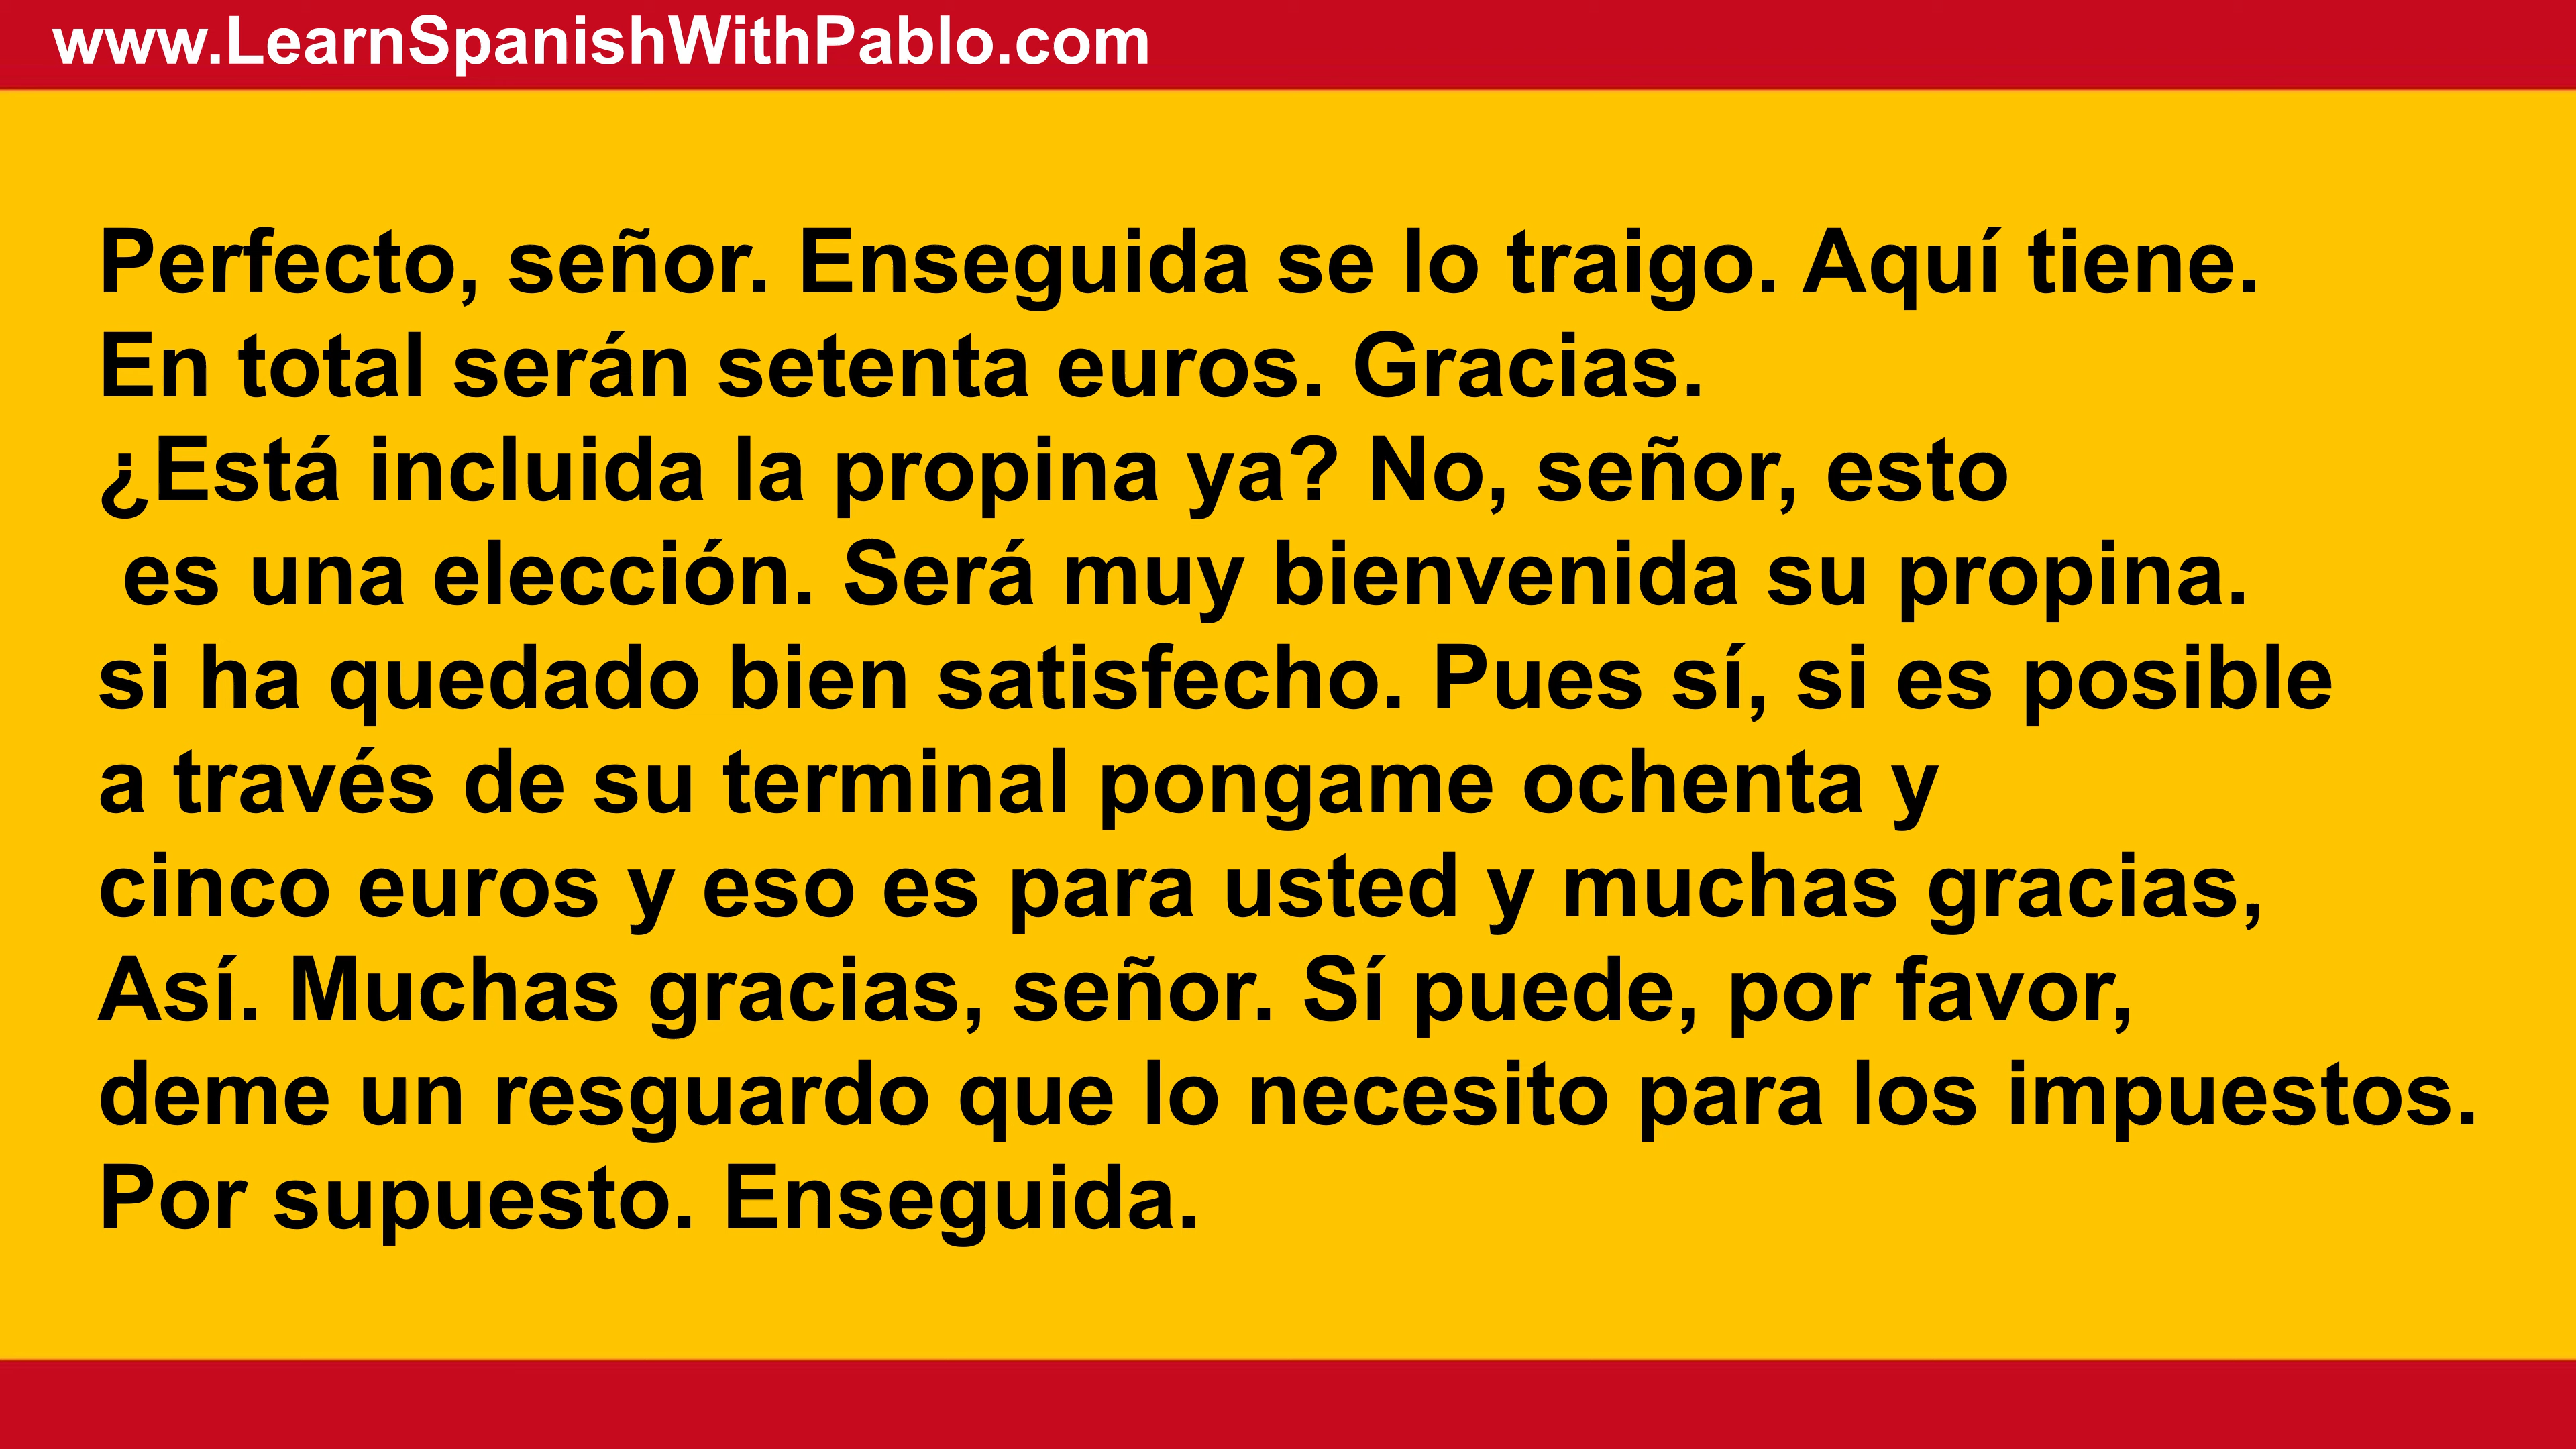 www.LearnSpanishWithPablo.com
Perfecto, señor. Enseguida se lo traigo. Aquí tiene.
En total serán setenta euros. Gracias.
¿Está incluida la propina ya? No, señor, esto
es una elección. Será muy bienvenida su propina.
si ha quedado bien satisfecho. Pues sí, si es posible
a través de su terminal pongame ochenta y
cinco euros y eso es para usted y muchas gracias,
Así. Muchas gracias, señor. Sí puede, por favor,
deme un resguardo que lo necesito para los impuestos.
Por supuesto. Enseguida.